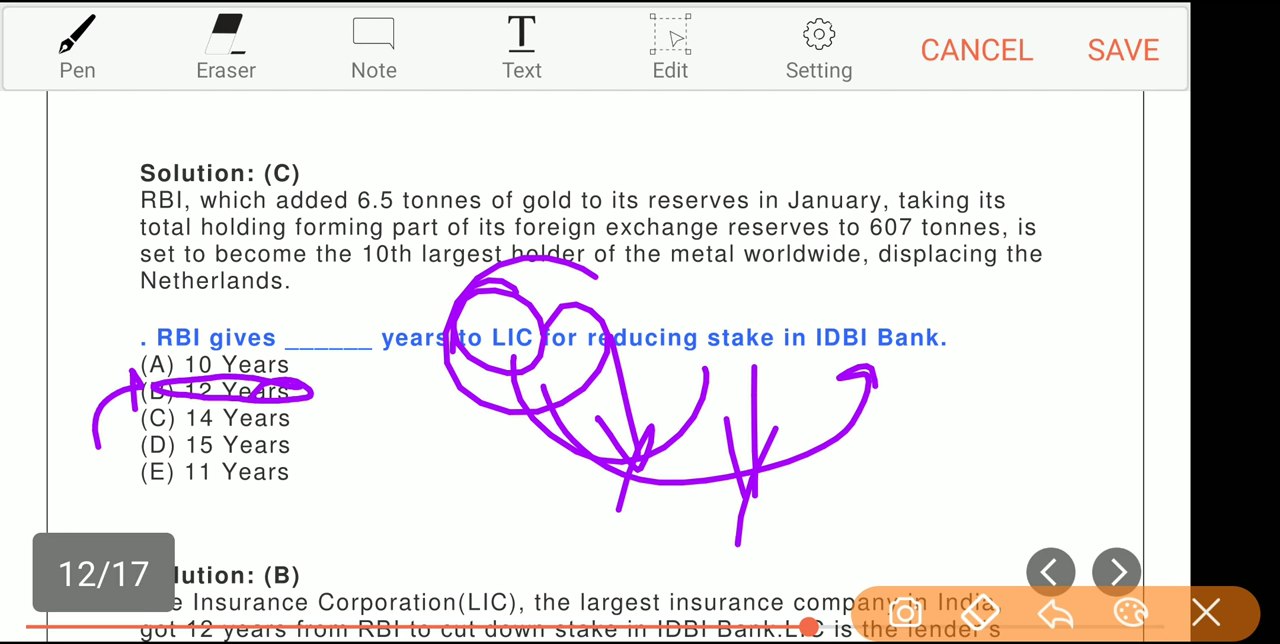 Pen Eraser Note Text Edit Setting CANCEL SAVE
Solution: (C)
RBI, which added 6.5 tonnes of gold to its reserves in January, taking its
total holding forming part of its foreign exchange reserves to 607 tonnes, is
set to become the 10th largest holder of the metal worldwide, displacing the
Netherlands.
. RBI gives ______ years to LIC for reducing stake in IDBI Bank.
(A) 10 Years
(B) 12 Years
(C) 14 Years
(D) 15 Years
(E) 11 Years
12/17
lution: (B)
e Insurance Corporation(LIC), the largest insurance company in India
got 12 years from RBI to cut down stake in IDBI Bank.LIC is the lender's